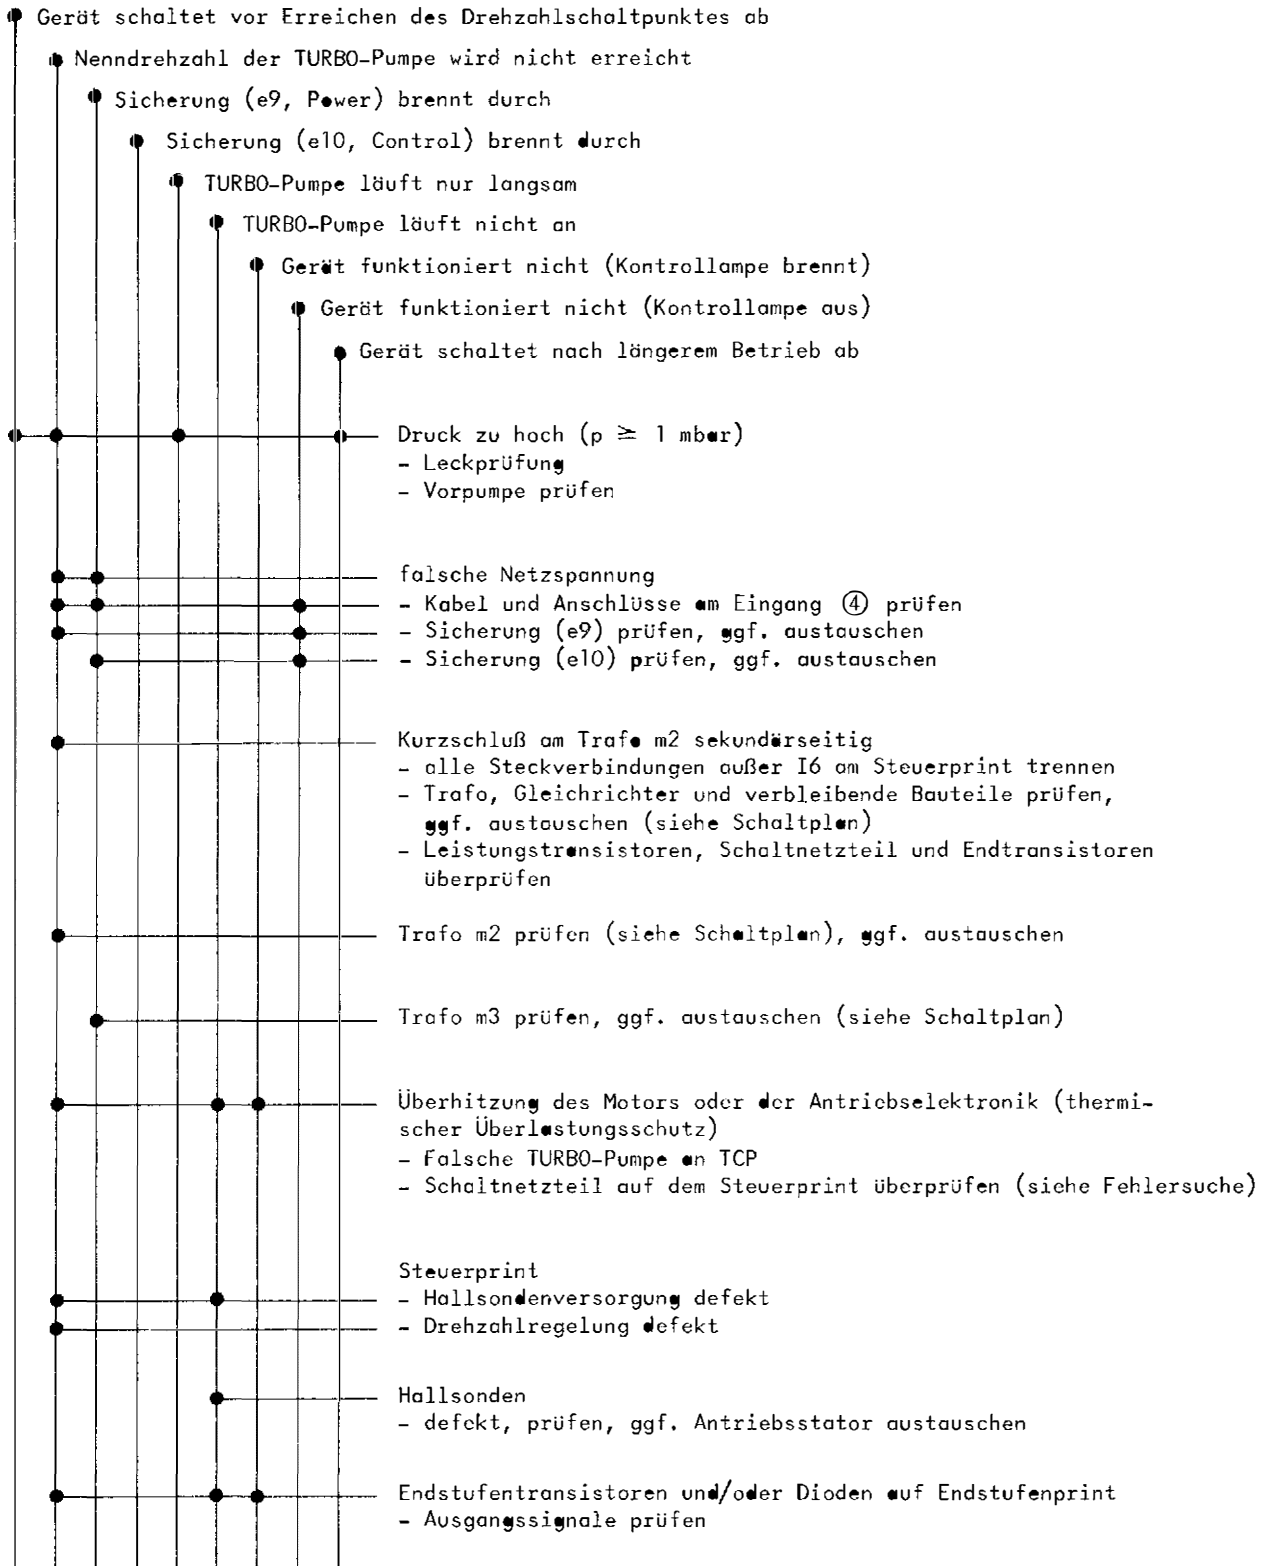 Gerät schaltet vor Erreichen des Drehzahlschaltpunktes ab
Nenndrehzahl der TURBO-Pumpe wird nicht erreicht
Sicherung (e9, Power) brennt durch
Sicherung (e10, Control) brennt durch
TURBO-Pumpe läuft nur langsam
TURBO-Pumpe läuft nicht an
Gerät funktioniert nicht (Kontrollampe brennt)
Gerät funktioniert nicht (Kontrollampe aus)
Gerät schaltet nach längerem Betrieb ab
Druck zu hoch (p ≧ 1 mbar)
- Leckprüfung
- Vorpumpe prüfen
falsche Netzspannung
- Kabel und Anschlüsse am Eingang ④ prüfen
- Sicherung (e9) prüfen, ggf. austauschen
- Sicherung (e10) prüfen, ggf. austauschen
Kurzschluß am Trafo m2 sekundärseitig
- alle Steckverbindungen außer I6 am Steuerprint trennen
- Trafo, Gleichrichter und verbleibende Bauteile prüfen,
ggf. austauschen (siehe Schaltplan)
- Leistungstransistoren, Schaltnetzteil und Endtransistoren
überprüfen
Trafo m2 prüfen (siehe Schaltplan), ggf. austauschen
Trafo m3 prüfen, ggf. austauschen (siehe Schaltplan)
Überhitzung des Motors oder der Antriebselektronik (thermi-
scher Überlastungsschutz)
- Falsche TURBO-Pumpe an TCP
- Schaltnetzteil auf dem Steuerprint überprüfen (siehe Fehlersuche)
Steuerprint
- Hallsondenversorgung defekt
- Drehzahlregelung defekt
Hallsonden
- defekt, prüfen, ggf. Antriebsstator austauschen
Endstufentransistoren und/oder Dioden auf Endstufenprint
- Ausgangssignale prüfen